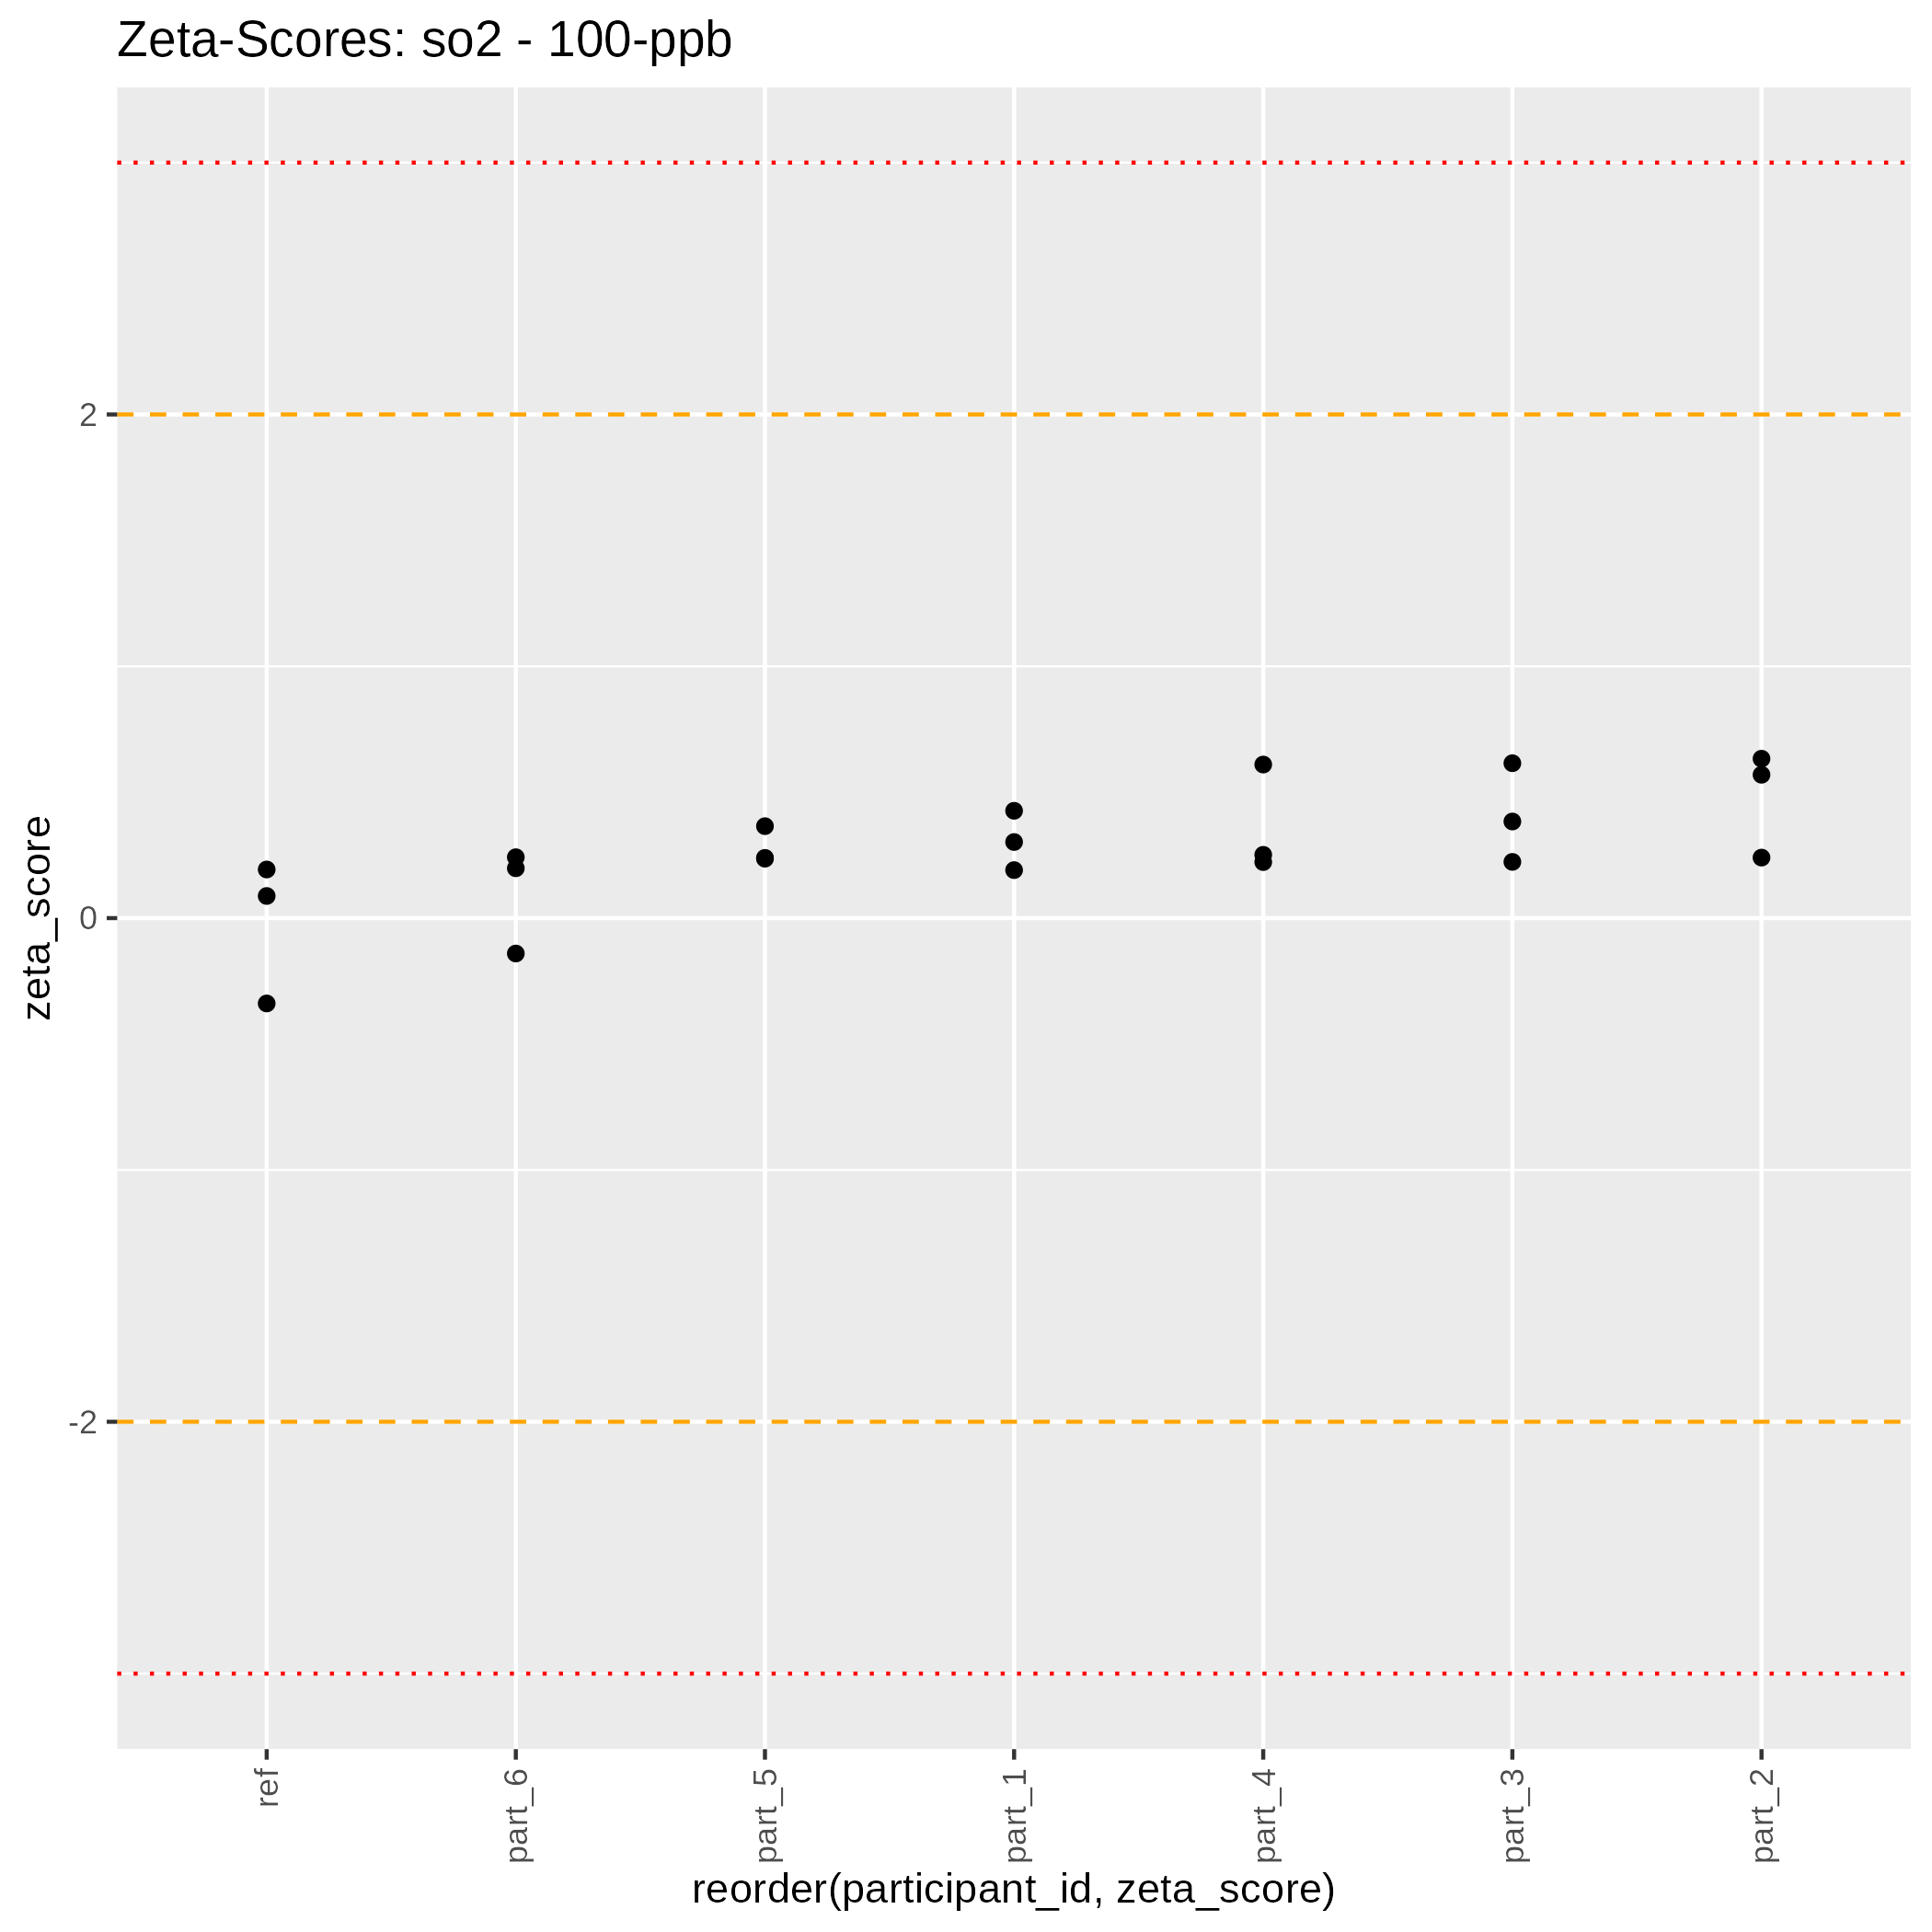 Zeta-Scores: so2 - 100-ppb
zeta_score
2
0
-2
ref
part_6
part_5
part_1
part_4
part_3
part_2
reorder(participant_id, zeta_score)